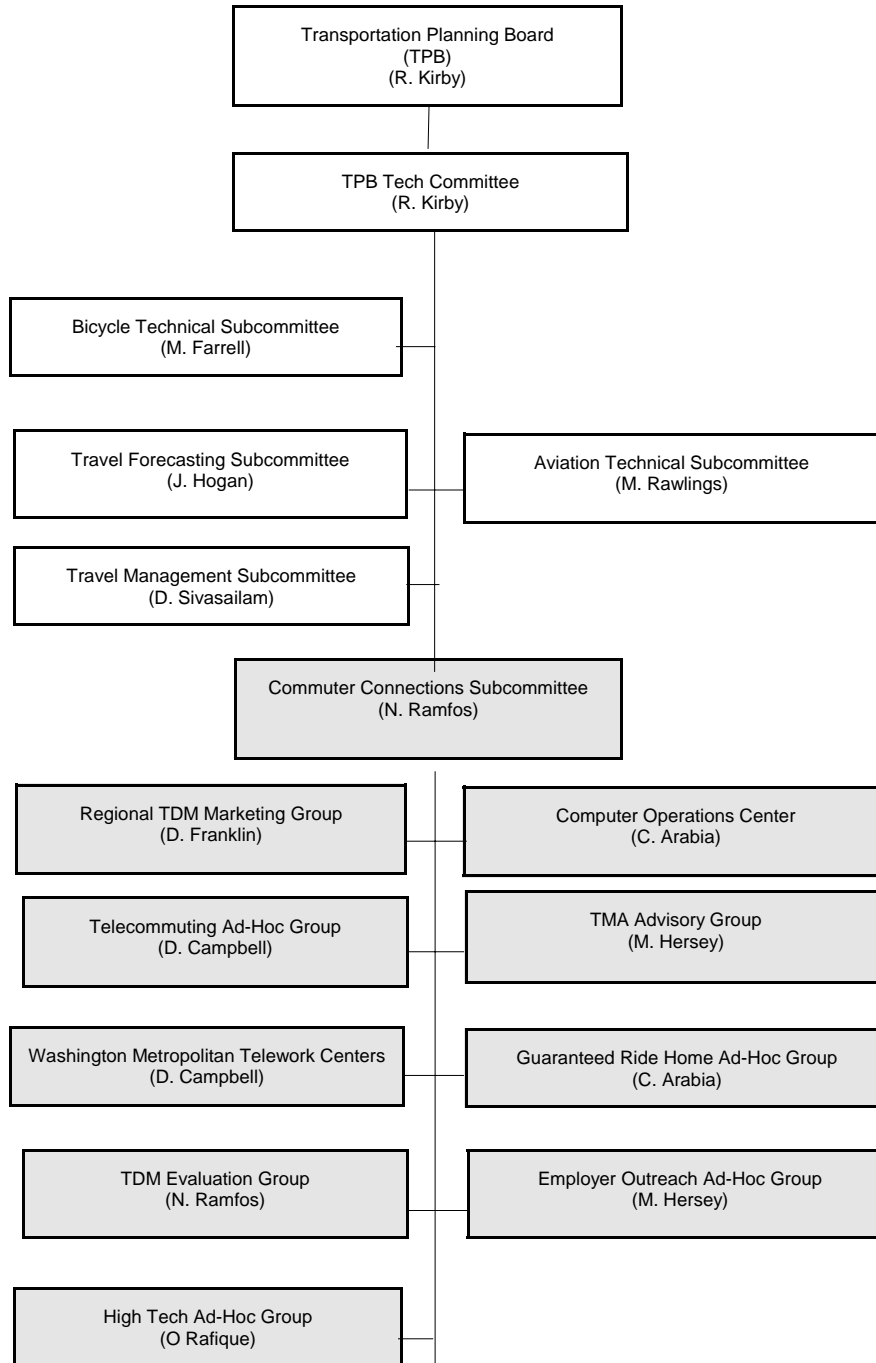 Transportation Planning Board
(TPB)
(R. Kirby)
TPB Tech Committee
(R. Kirby)
Bicycle Technical Subcommittee
(M. Farrell)
Travel Forecasting Subcommittee
(J. Hogan)
Aviation Technical Subcommittee
(M. Rawlings)
Travel Management Subcommittee
(D. Sivasailam)
Commuter Connections Subcommittee
(N. Ramfos)
Regional TDM Marketing Group
(D. Franklin)
Computer Operations Center
(C. Arabia)
Telecommuting Ad-Hoc Group
(D. Campbell)
TMA Advisory Group
(M. Hersey)
Washington Metropolitan Telework Centers
(D. Campbell)
Guaranteed Ride Home Ad-Hoc Group
(C. Arabia)
TDM Evaluation Group
(N. Ramfos)
Employer Outreach Ad-Hoc Group
(M. Hersey)
High Tech Ad-Hoc Group
(O Rafique)